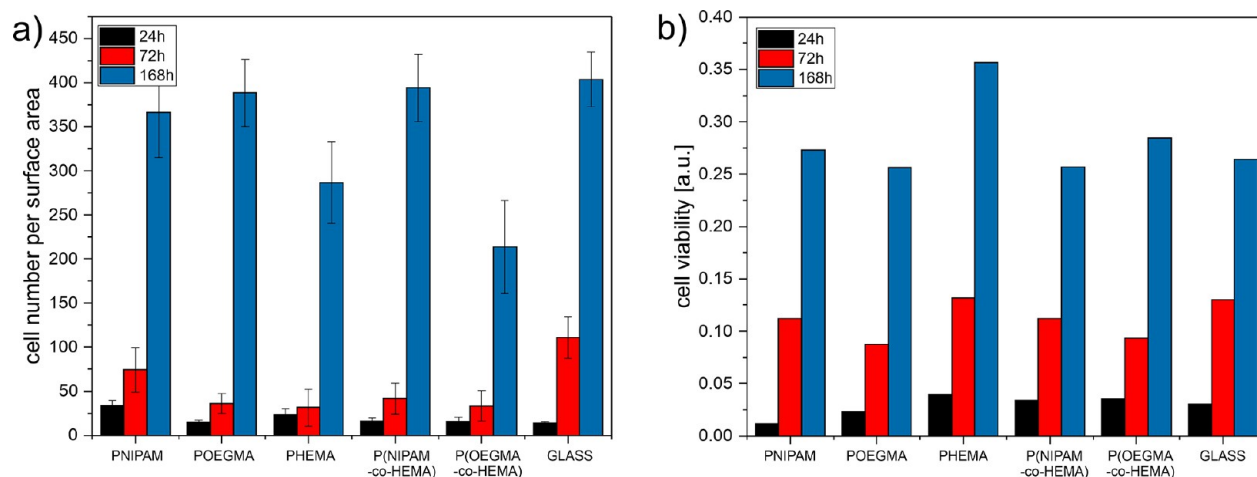 a)
24h
72h
168h
450
400
350
300
250
200
150
100
50
0
cell number per surface area
PNIPAM
POEGMA
PHEMA
P(NIPAM
-co-HEMA)
P(OEGMA
-co-HEMA)
GLASS
b)
24h
72h
168h
0.40
0.35
0.30
0.25
0.20
0.15
0.10
0.05
0.00
cell viability [a.u.]
PNIPAM
POEGMA
PHEMA
P(NIPAM
-co-HEMA)
P(OEGMA
-co-HEMA)
GLASS